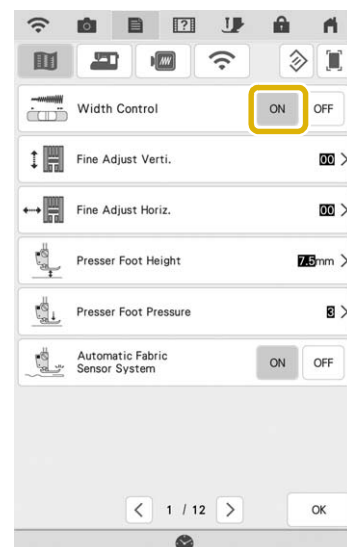 Width Control ON OFF
Fine Adjust Verti. 00
Fine Adjust Horiz. 00
Presser Foot Height 7.5mm
Presser Foot Pressure 3
Automatic Fabric
Sensor System ON OFF
1 / 12 OK